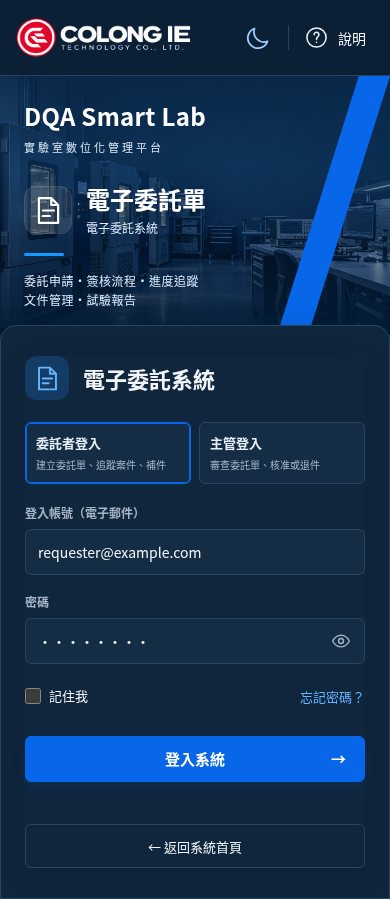 COLONG IE
TECHNOLOGY CO., LTD.
說明
DQA Smart Lab
實驗室數位化管理平台
電子委託單
電子委託系統
委託申請・簽核流程・進度追蹤
文件管理・試驗報告
電子委託系統
委託者登入
建立委託單、追蹤案件、補件
主管登入
審查委託單、核准或退件
登入帳號（電子郵件）
requester@example.com
密碼
記住我
忘記密碼？
登入系統 →
← 返回系統首頁